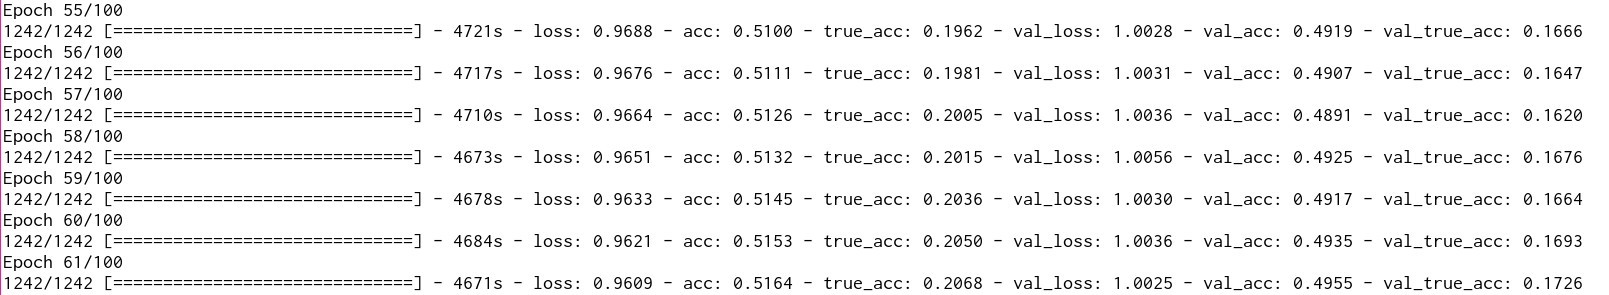 Epoch 55/100
1242/1242 [==============================] - 4721s - loss: 0.9688 - acc: 0.5100 - true_acc: 0.1962 - val_loss: 1.0028 - val_acc: 0.4919 - val_true_acc: 0.1666
Epoch 56/100
1242/1242 [==============================] - 4717s - loss: 0.9676 - acc: 0.5111 - true_acc: 0.1981 - val_loss: 1.0031 - val_acc: 0.4907 - val_true_acc: 0.1647
Epoch 57/100
1242/1242 [==============================] - 4710s - loss: 0.9664 - acc: 0.5126 - true_acc: 0.2005 - val_loss: 1.0036 - val_acc: 0.4891 - val_true_acc: 0.1620
Epoch 58/100
1242/1242 [==============================] - 4673s - loss: 0.9651 - acc: 0.5132 - true_acc: 0.2015 - val_loss: 1.0056 - val_acc: 0.4925 - val_true_acc: 0.1676
Epoch 59/100
1242/1242 [==============================] - 4678s - loss: 0.9633 - acc: 0.5145 - true_acc: 0.2036 - val_loss: 1.0030 - val_acc: 0.4917 - val_true_acc: 0.1664
Epoch 60/100
1242/1242 [==============================] - 4684s - loss: 0.9621 - acc: 0.5153 - true_acc: 0.2050 - val_loss: 1.0036 - val_acc: 0.4935 - val_true_acc: 0.1693
Epoch 61/100
1242/1242 [==============================] - 4671s - loss: 0.9609 - acc: 0.5164 - true_acc: 0.2068 - val_loss: 1.0025 - val_acc: 0.4955 - val_true_acc: 0.1726